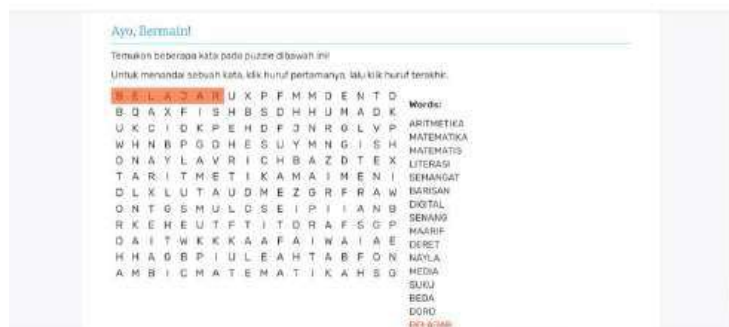 Ayo, Bermain!
Temukan beberapa kata pada puzzle dibawah ini!
Untuk menandai sebuah kata, klik huruf pertamanya, lalu klik huruf terakhir.
B E L A J A R U X P F M M D E N T O
B Q A X F I S H B S D H H U M A D K
U K C I O K P E H D F J N R G L V P
W H N B P G O H E S U Y M N G I S H
O N A Y L A V R I C H B A Z D T E X
T A R I T M E T I K A M A I M E N I
D L X L U T A U D M E Z G R F R A W
O N T G S M U L C S E I P I I A N B
R K E H E U T F T I T O R A F S G P
O A I T W K K K A A F A I W A I A E
H H A G B P I U L E A H T A B F O N
A M B I C M A T E M A T I K A H S G
Words:
ARITMETIKA
MATEMATIKA
MATEMATIS
LITERASI
SEMANGAT
BARISAN
DIGITAL
SENANG
MAARIF
DERET
NAYLA
MEDIA
SUKU
BEDA
DORO
BELAJAR